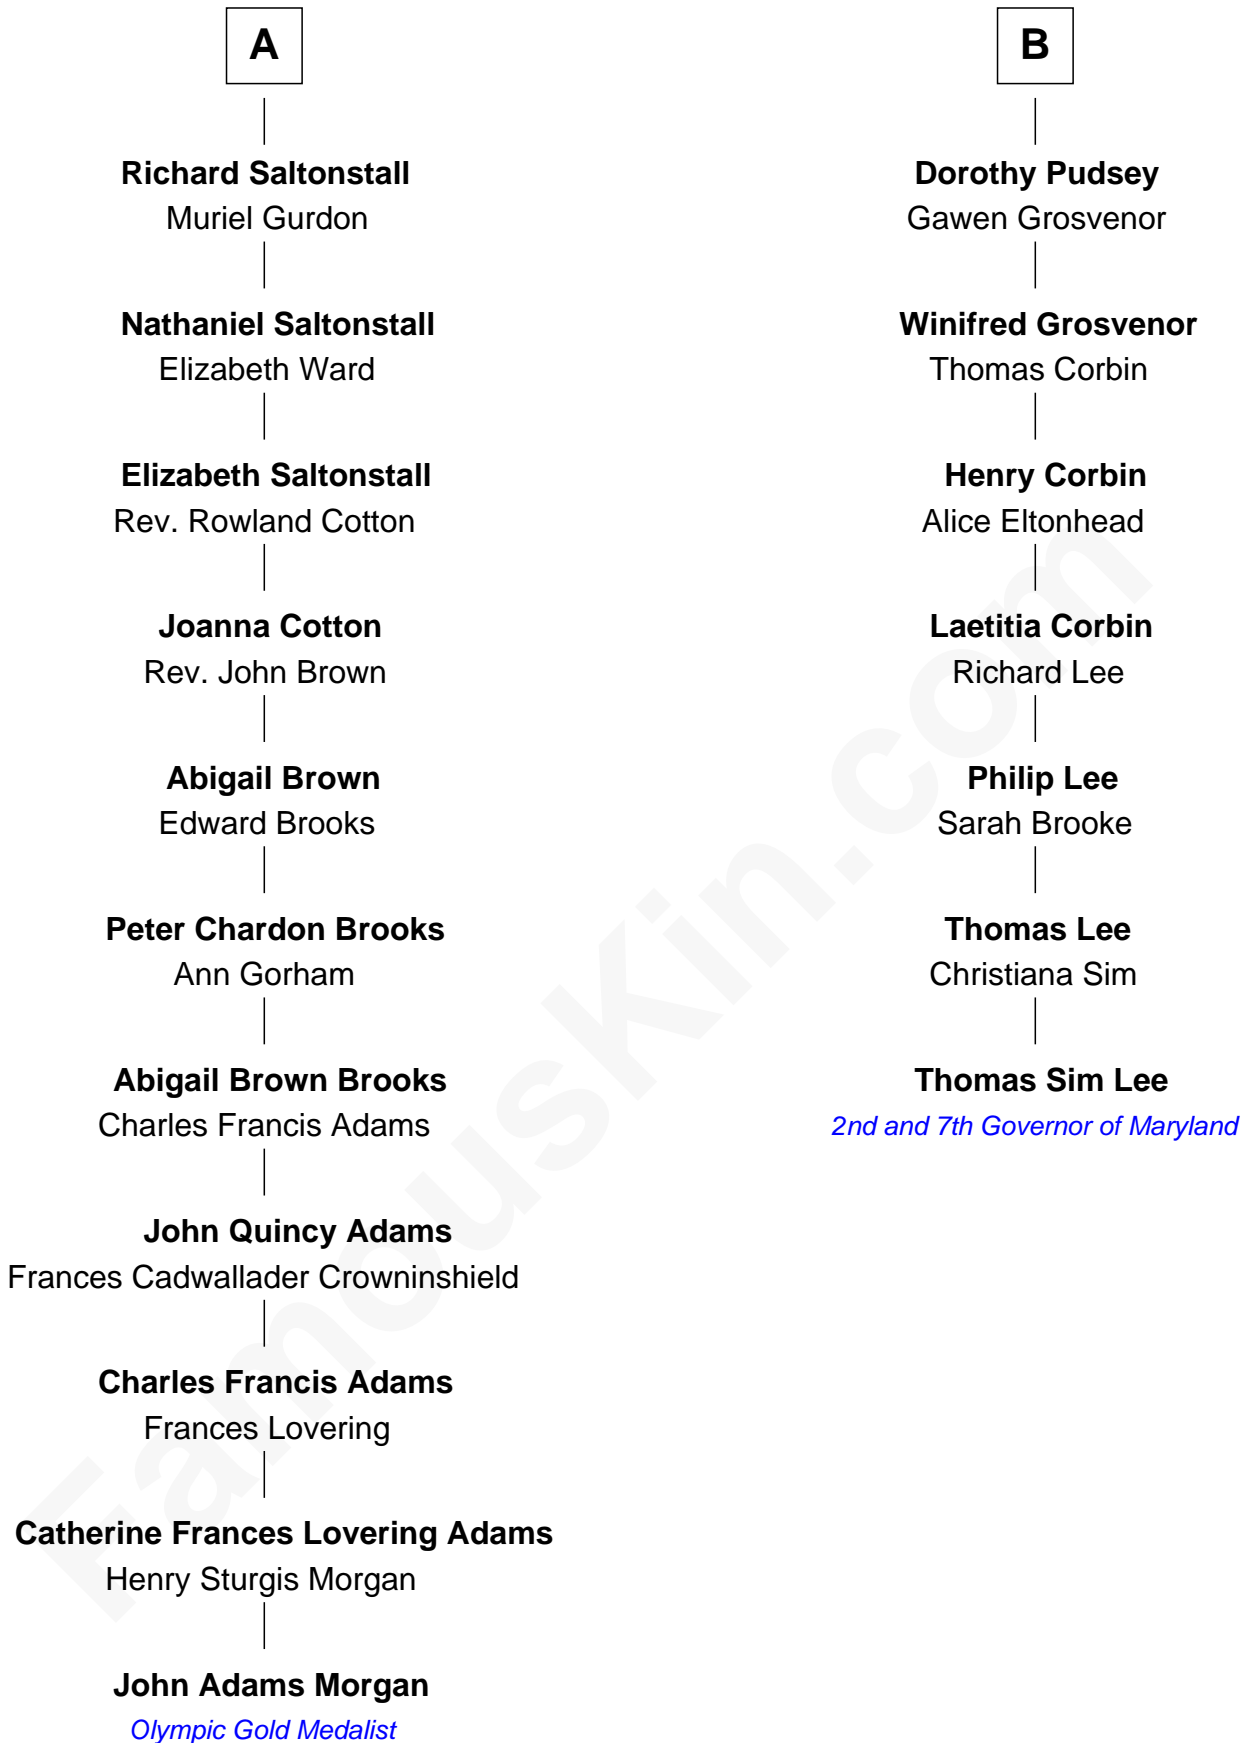 A
Richard Saltonstall
Muriel Gurdon
Nathaniel Saltonstall
Elizabeth Ward
Elizabeth Saltonstall
Rev. Rowland Cotton
Joanna Cotton
Rev. John Brown
Abigail Brown
Edward Brooks
Peter Chardon Brooks
Ann Gorham
Abigail Brown Brooks
Charles Francis Adams
John Quincy Adams
Frances Cadwallader Crowninshield
Charles Francis Adams
Frances Lovering
Catherine Frances Lovering Adams
Henry Sturgis Morgan
John Adams Morgan
Olympic Gold Medalist
B
Dorothy Pudsey
Gawen Grosvenor
Winifred Grosvenor
Thomas Corbin
Henry Corbin
Alice Eltonhead
Laetitia Corbin
Richard Lee
Philip Lee
Sarah Brooke
Thomas Lee
Christiana Sim
Thomas Sim Lee
2nd and 7th Governor of Maryland
FamousKin.com